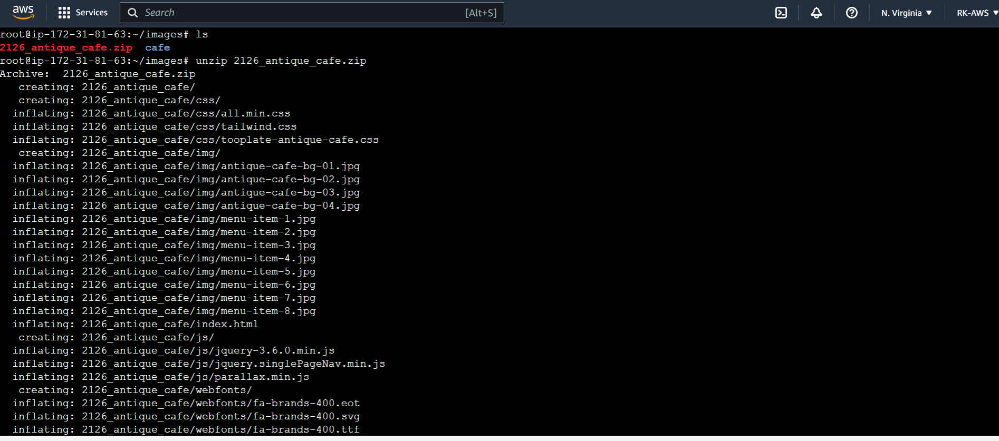 aws Services Search [Alt+S] N. Virginia RK-AWS
root@ip-172-31-81-63:~/images# ls
2126_antique_cafe.zip  cafe
root@ip-172-31-81-63:~/images# unzip 2126_antique_cafe.zip
Archive:  2126_antique_cafe.zip
   creating: 2126_antique_cafe/
   creating: 2126_antique_cafe/css/
  inflating: 2126_antique_cafe/css/all.min.css
  inflating: 2126_antique_cafe/css/tailwind.css
  inflating: 2126_antique_cafe/css/tooplate-antique-cafe.css
   creating: 2126_antique_cafe/img/
  inflating: 2126_antique_cafe/img/antique-cafe-bg-01.jpg
  inflating: 2126_antique_cafe/img/antique-cafe-bg-02.jpg
  inflating: 2126_antique_cafe/img/antique-cafe-bg-03.jpg
  inflating: 2126_antique_cafe/img/antique-cafe-bg-04.jpg
  inflating: 2126_antique_cafe/img/menu-item-1.jpg
  inflating: 2126_antique_cafe/img/menu-item-2.jpg
  inflating: 2126_antique_cafe/img/menu-item-3.jpg
  inflating: 2126_antique_cafe/img/menu-item-4.jpg
  inflating: 2126_antique_cafe/img/menu-item-5.jpg
  inflating: 2126_antique_cafe/img/menu-item-6.jpg
  inflating: 2126_antique_cafe/img/menu-item-7.jpg
  inflating: 2126_antique_cafe/img/menu-item-8.jpg
  inflating: 2126_antique_cafe/index.html
   creating: 2126_antique_cafe/js/
  inflating: 2126_antique_cafe/js/jquery-3.6.0.min.js
  inflating: 2126_antique_cafe/js/jquery.singlePageNav.min.js
  inflating: 2126_antique_cafe/js/parallax.min.js
   creating: 2126_antique_cafe/webfonts/
  inflating: 2126_antique_cafe/webfonts/fa-brands-400.eot
  inflating: 2126_antique_cafe/webfonts/fa-brands-400.svg
  inflating: 2126_antique_cafe/webfonts/fa-brands-400.ttf